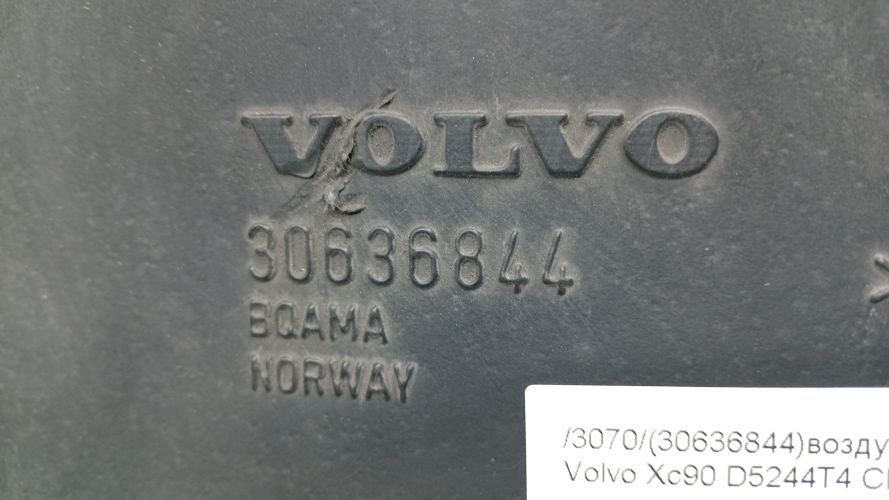 VOLVO
30636844
BQAMA
NORWAY
/3070/(30636844)возду
Volvo Xc90 D5244T4 C